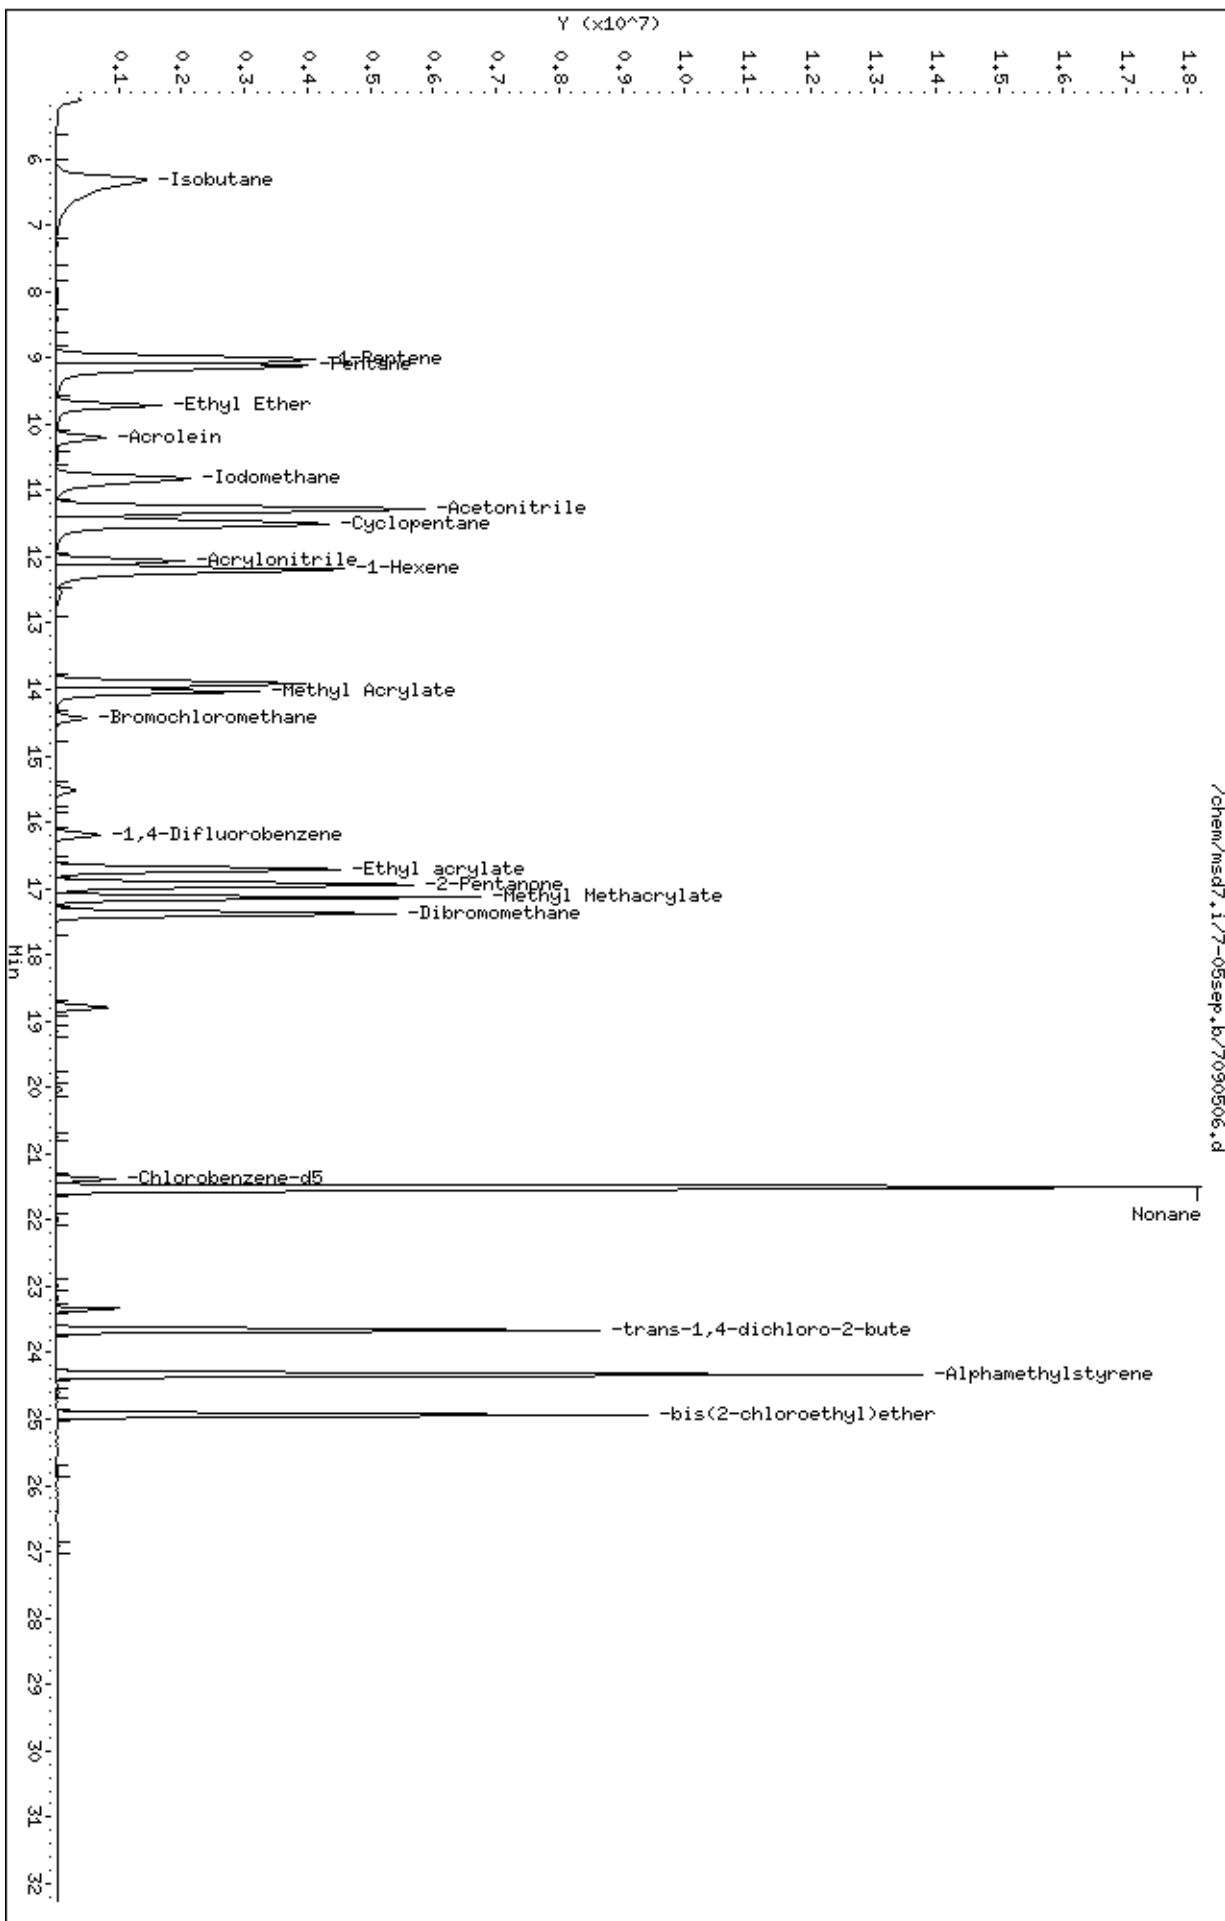 Y (x10^7)
0.1
0.2
0.3
0.4
0.5
0.6
0.7
0.8
0.9
1.0
1.1
1.2
1.3
1.4
1.5
1.6
1.7
1.8
/chem/msd7.i/7-05sep.b/7090506.d
6
-Isobutane
7
8
9
-1-Pentene
-Pentane
-Ethyl Ether
10
-Acrolein
-Iodomethane
11
-Acetonitrile
-Cyclopentane
12
-Acrylonitrile
-1-Hexene
13
14
-Methyl Acrylate
-Bromochloromethane
15
16
-1,4-Difluorobenzene
-Ethyl acrylate
-2-Pentanone
17
-Methyl Methacrylate
-Dibromomethane
18
Min
19
20
21
-Chlorobenzene-d5
Nonane
22
23
-trans-1,4-dichloro-2-bute
24
-Alphamethylstyrene
-bis(2-chloroethyl)ether
25
26
27
28
29
30
31
32